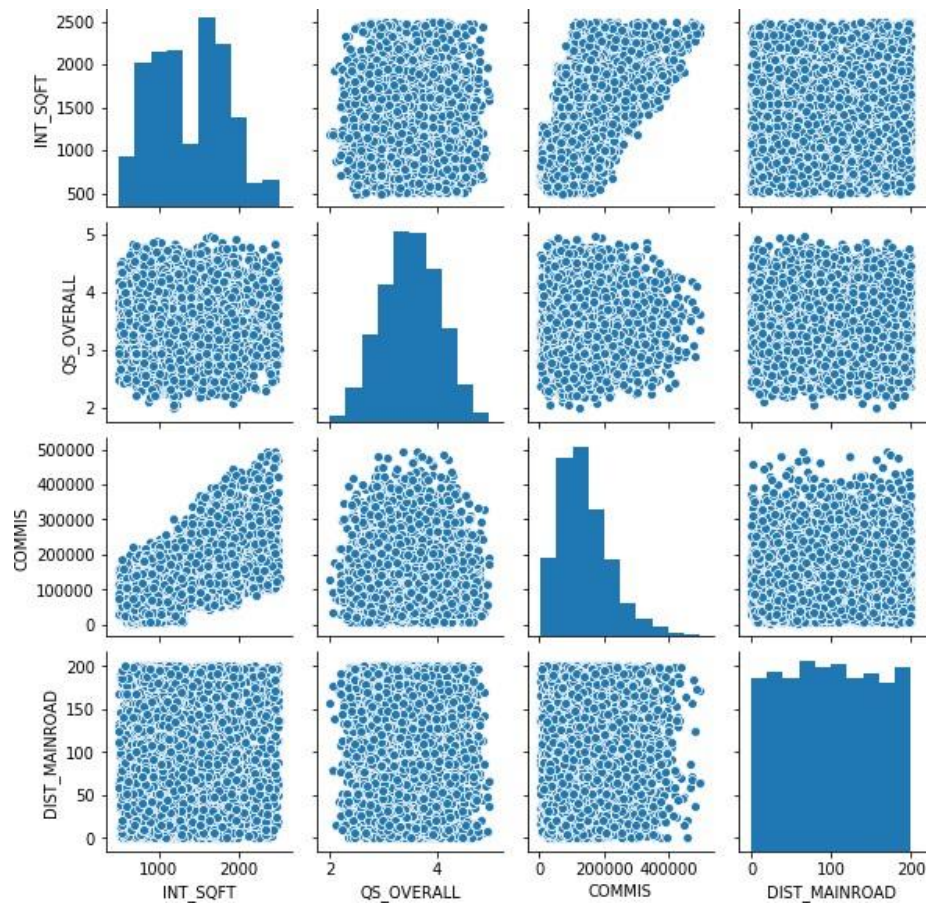 2500
2000
1500
1000
500
INT_SQFT
5
4
3
2
QS_OVERALL
500000
400000
300000
200000
100000
0
COMMIS
200
150
100
50
0
DIST_MAINROAD
1000 2000
INT_SQFT
2 4
QS_OVERALL
0 200000 400000
COMMIS
0 100 200
DIST_MAINROAD